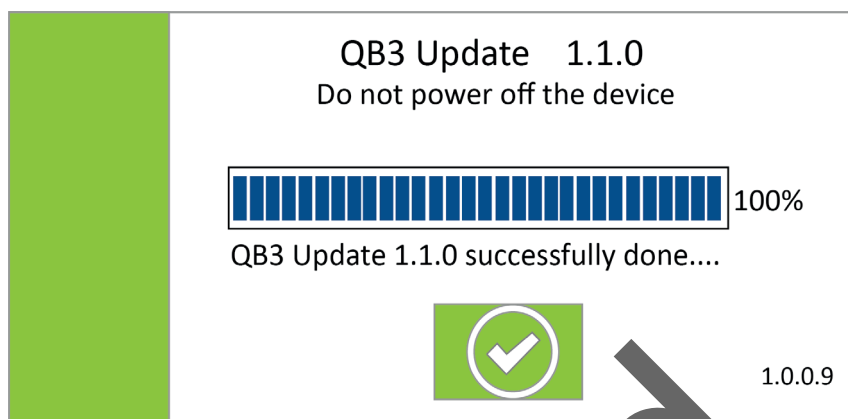 QB3 Update 1.1.0
Do not power off the device
100%
QB3 Update 1.1.0 successfully done....
1.0.0.9